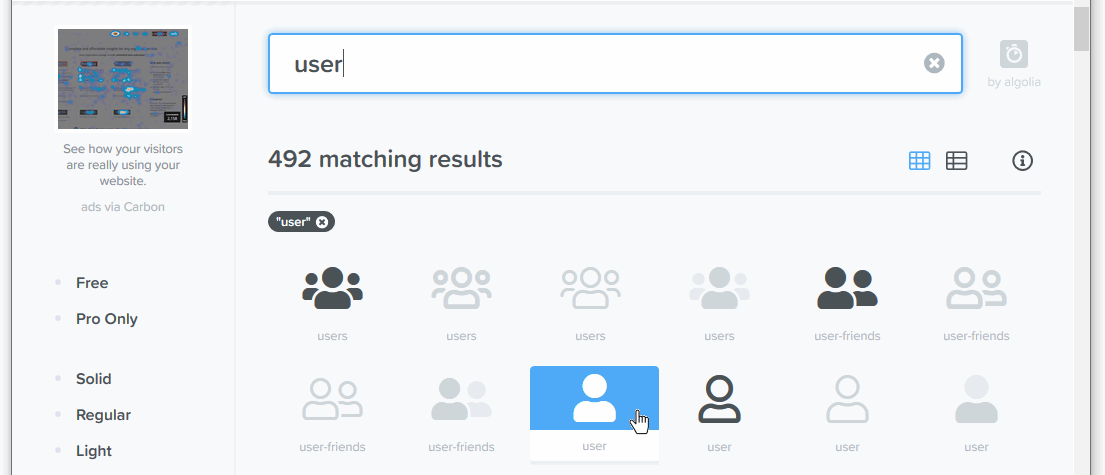 user
by algolia
See how your visitors
are really using your
website.
ads via Carbon
492 matching results
"user"
Free
Pro Only
Solid
Regular
Light
users
users
users
users
user-friends
user-friends
user-friends
user-friends
user
user
user
user